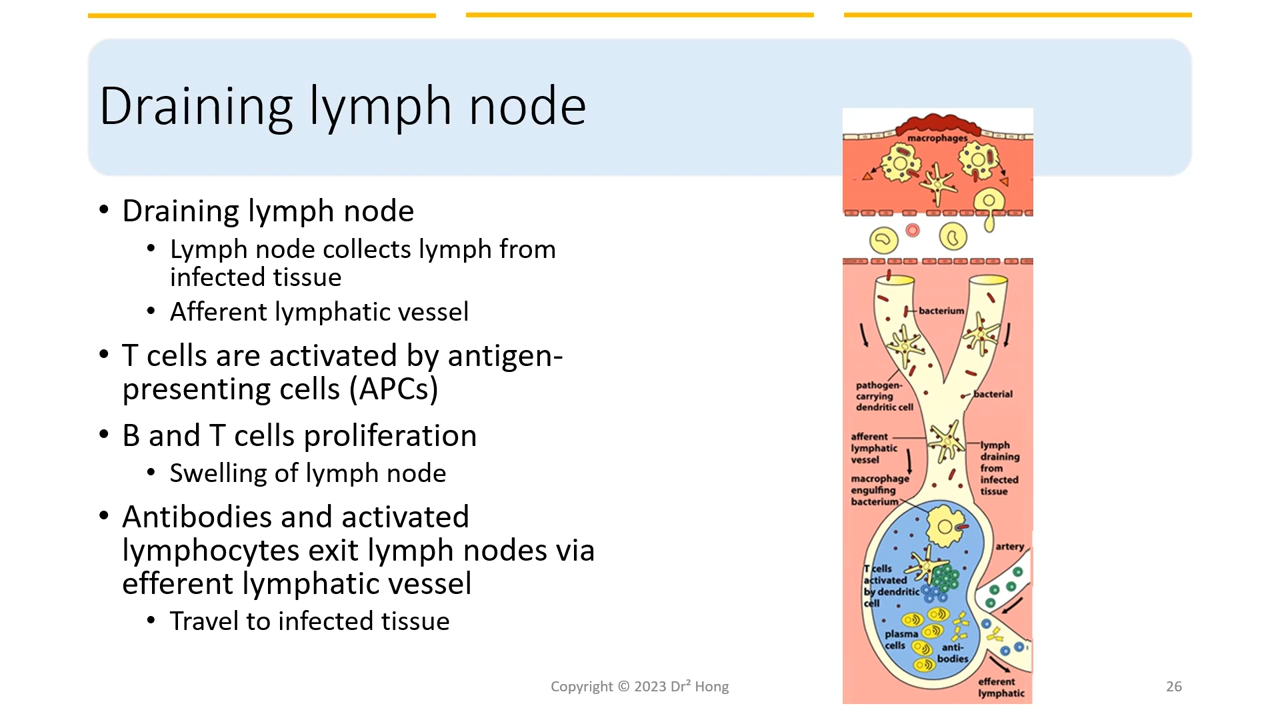 Draining lymph node
• Draining lymph node
• Lymph node collects lymph from
infected tissue
• Afferent lymphatic vessel
• T cells are activated by antigen-
presenting cells (APCs)
• B and T cells proliferation
• Swelling of lymph node
• Antibodies and activated
lymphocytes exit lymph nodes via
efferent lymphatic vessel
• Travel to infected tissue
macrophages
bacterium
pathogen-
carrying
dendritic cell
bacterial
afferent
lymphatic
vessel
lymph
draining
from
infected
tissue
macrophage
engulfing
bacterium
artery
T cells
activated
by dendritic
cell
plasma
cells
anti-
bodies
efferent
lymphatic
Copyright © 2023 Dr² Hong
26